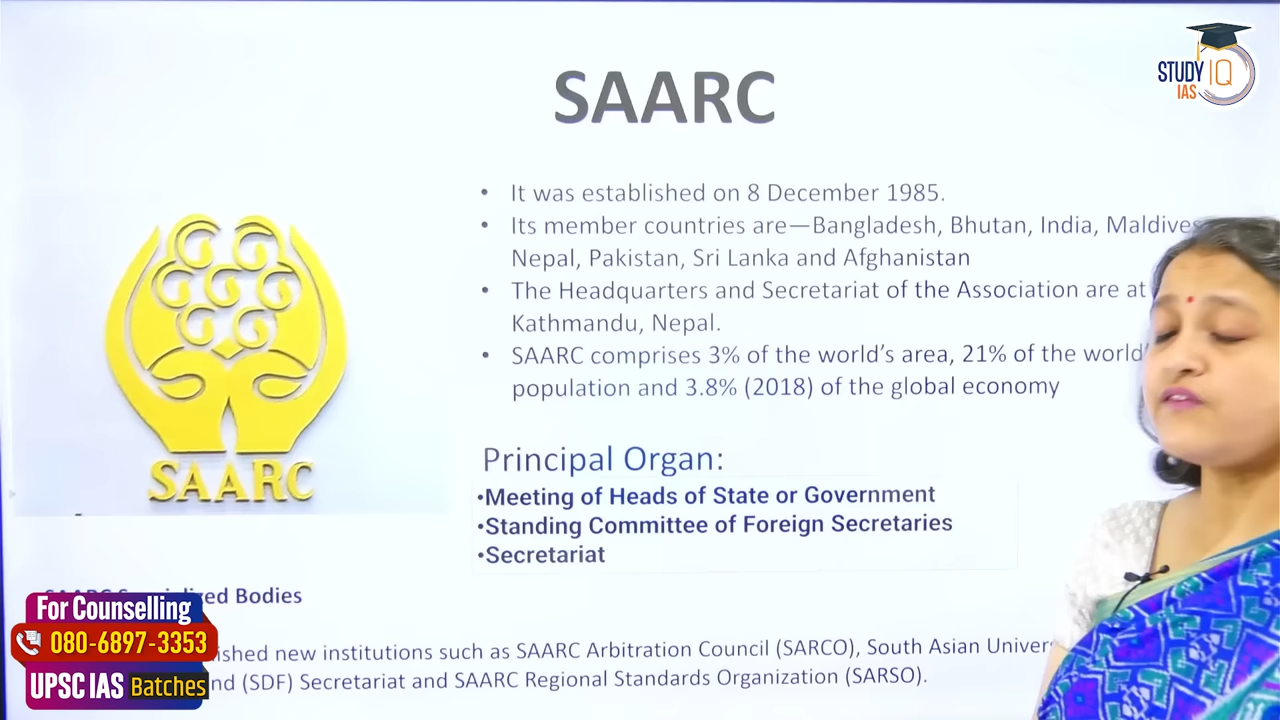 STUDY IQ
IAS
SAARC
• It was established on 8 December 1985.
• Its member countries are—Bangladesh, Bhutan, India, Maldives
Nepal, Pakistan, Sri Lanka and Afghanistan
• The Headquarters and Secretariat of the Association are at
Kathmandu, Nepal.
• SAARC comprises 3% of the world's area, 21% of the world'
population and 3.8% (2018) of the global economy
SAARC
Principal Organ:
•Meeting of Heads of State or Government
•Standing Committee of Foreign Secretaries
•Secretariat
Bodies
new institutions such as SAARC Arbitration Council (SARCO), South Asian
(SDF) Secretariat and SAARC Regional Standards Organization (SARSO).
For Counselling
080-6897-3353
UPSC IAS Batches